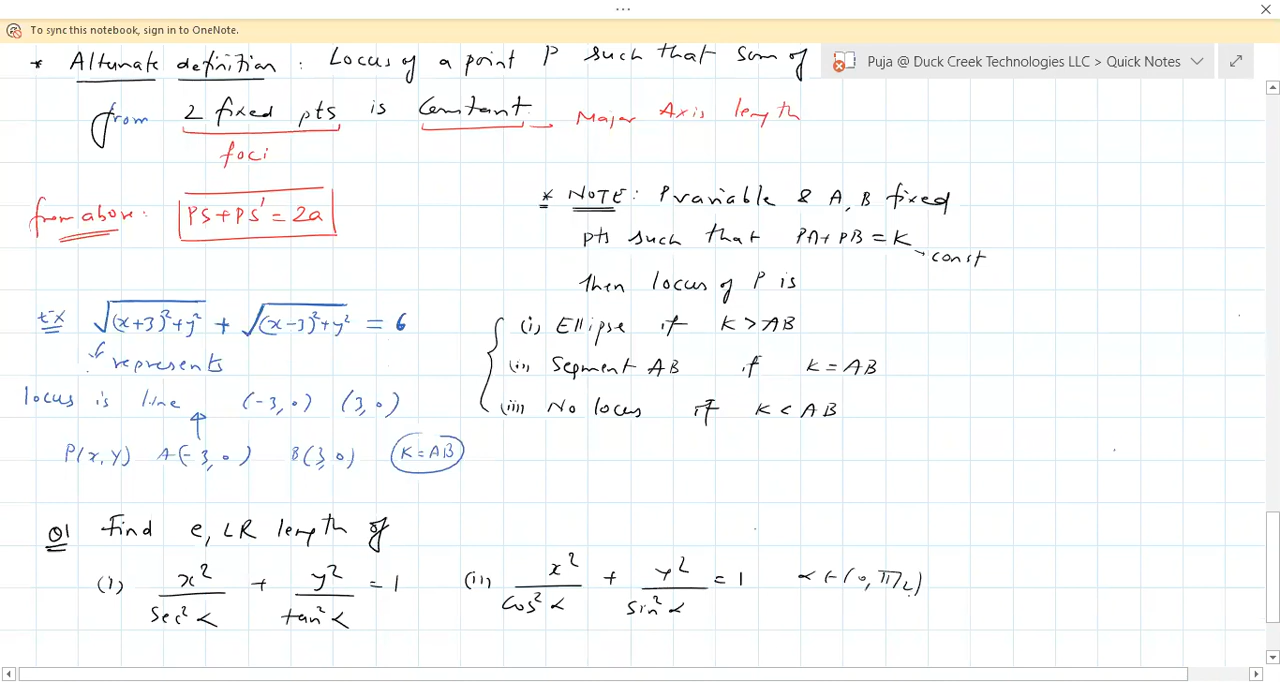 To sync this notebook, sign in to OneNote.
Puja @ Duck Creek Technologies LLC > Quick Notes
* Alternate definition : Locus of a point P such that sum of
from 2 fixed pts is constant → Major Axis length
foci
from above: PS + PS' = 2a
* NOTE: P variable & A, B fixed
pts such that PA + PB = K → const
then locus of P is
(i) Ellipse if K > AB
(ii) Segment AB if K = AB
(iii) No locus if K < AB
Ex √(x+3)²+y² + √(x-3)²+y² = 6
represents
locus is line (-3, 0) (3, 0)
P(x, y) A(-3, 0) B(3, 0) K = AB
Q1 Find e, LR length of
(i) x²/sec²α + y²/tan²α = 1 (ii) x²/cos²α + y²/sin²α = 1 α ∈ (0, π/2)